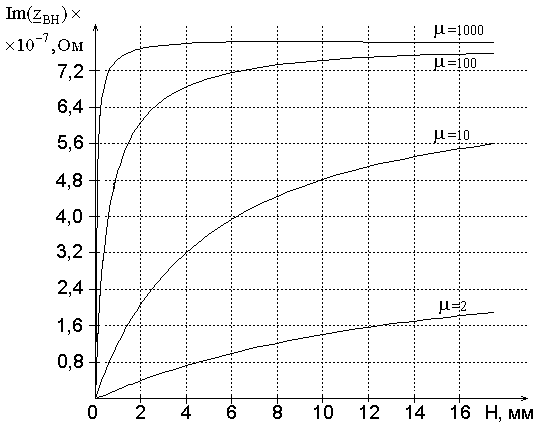 Im(z_BH) ×
×10⁻⁷, Ом
μ=1000
μ=100
7,2
6,4
5,6
μ=10
4,8
4,0
3,2
2,4
1,6
μ=2
0,8
0 2 4 6 8 10 12 14 16 H, мм